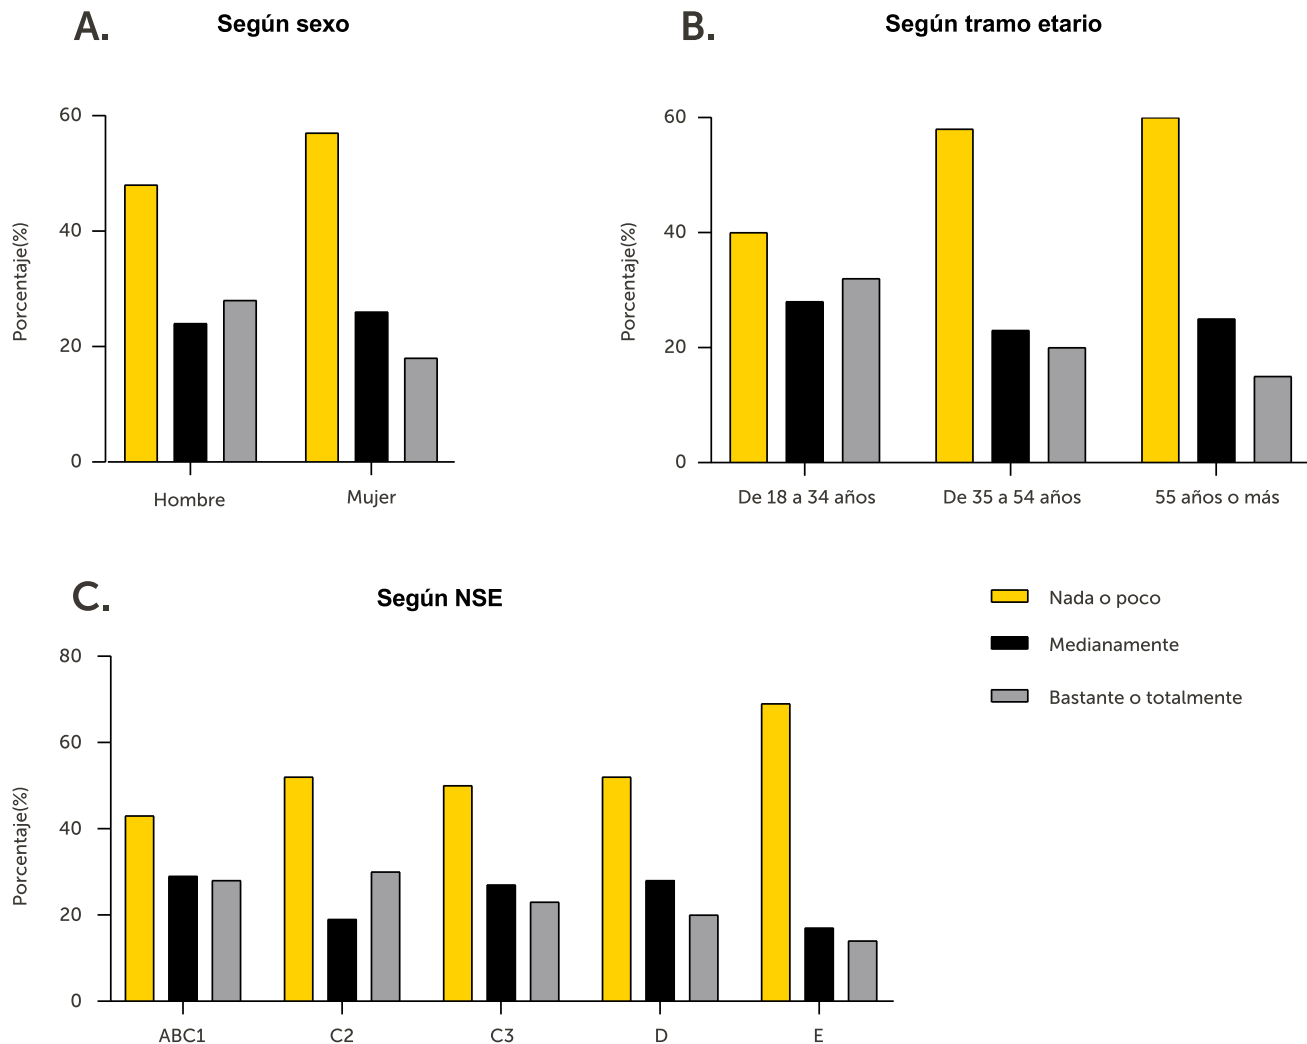 A.
Según sexo
Porcentaje(%)
60
40
20
0
Hombre
Mujer
B.
Según tramo etario
Porcentaje(%)
60
40
20
0
De 18 a 34 años
De 35 a 54 años
55 años o más
C.
Según NSE
Porcentaje(%)
80
60
40
20
0
ABC1
C2
C3
D
E
Nada o poco
Medianamente
Bastante o totalmente